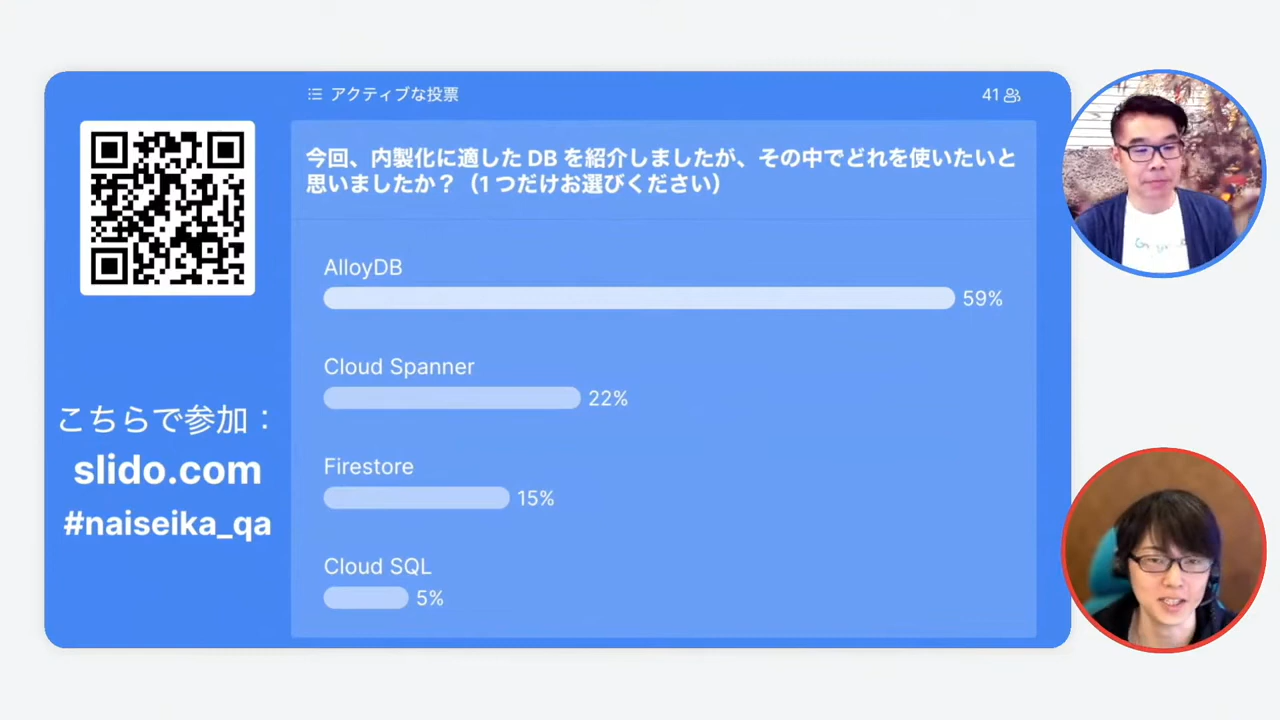 アクティブな投票
41
今回、内製化に適した DB を紹介しましたが、その中でどれを使いたいと
思いましたか？（1 つだけお選びください）
AlloyDB
59%
Cloud Spanner
22%
Firestore
15%
Cloud SQL
5%
こちらで参加：
slido.com
#naiseika_qa